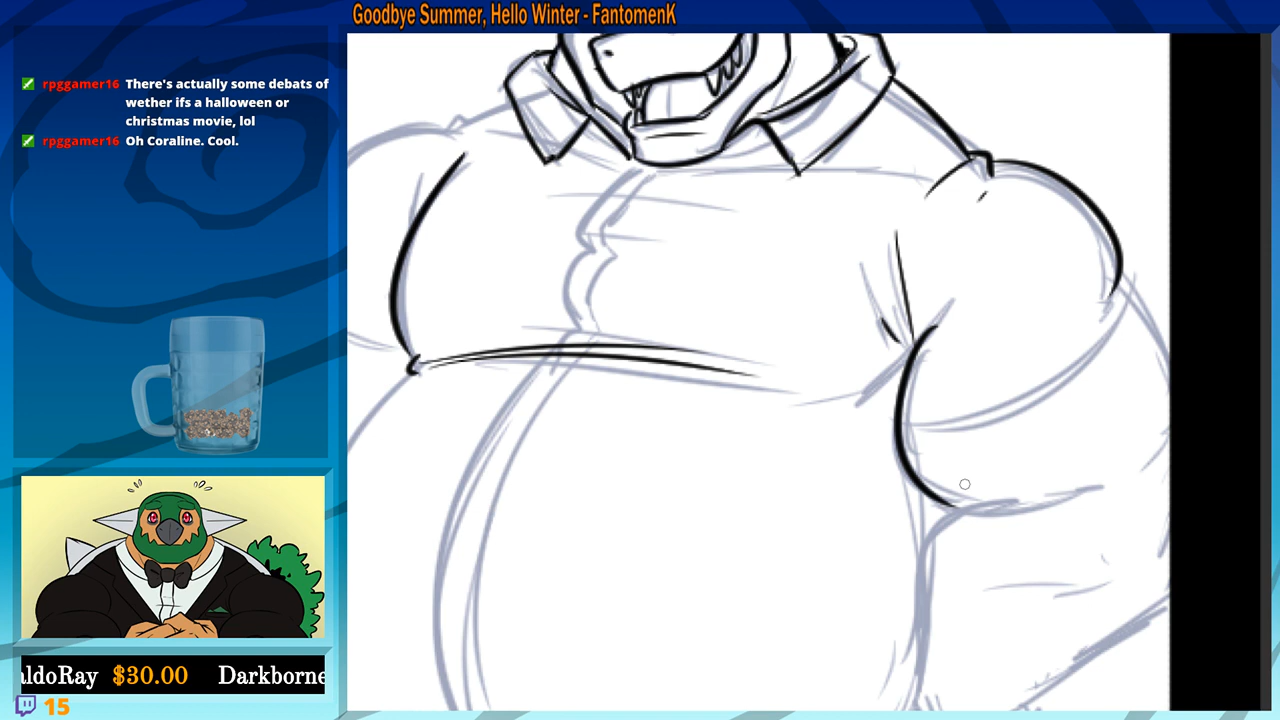 Goodbye Summer, Hello Winter - FantomenK
rpggamer16 There's actually some debats of
wether ifs a halloween or
christmas movie, lol
rpggamer16 Oh Coraline. Cool.
ldoRay $30.00 Darkborne
15